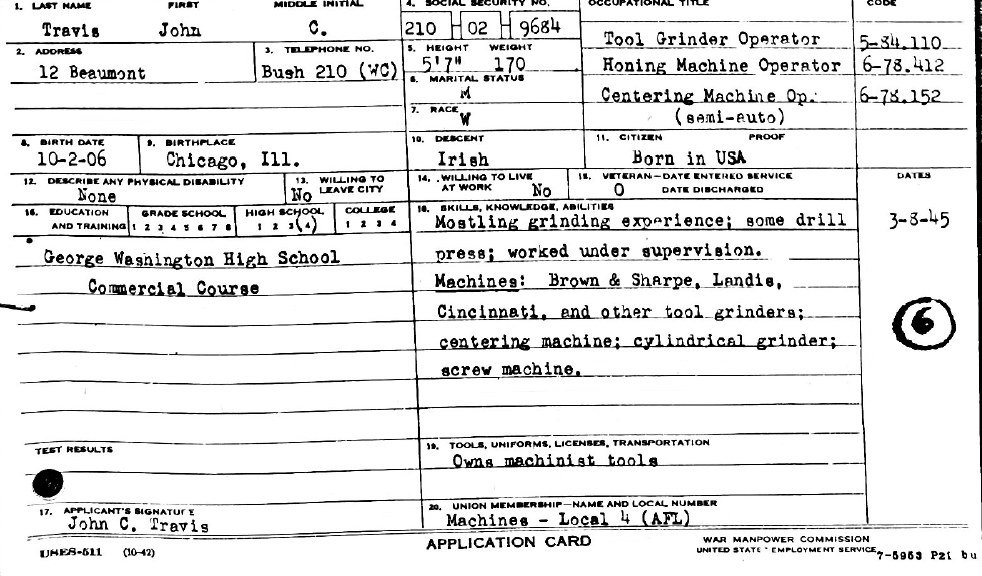 1. LAST NAME FIRST MIDDLE INITIAL 4. SOCIAL SECURITY NO. OCCUPATIONAL TITLE CODE
Travis John C. 210 02 9684
Tool Grinder Operator 5-84.110
2. ADDRESS 3. TELEPHONE NO. 5. HEIGHT WEIGHT
12 Beaumont Bush 210 (WC) 5'7" 170 Honing Machine Operator 6-78.412
6. MARITAL STATUS
M Centering Machine Op. 6-78.152
7. RACE
W (semi-auto)
8. BIRTH DATE 9. BIRTHPLACE 10. DESCENT 11. CITIZEN PROOF
10-2-06 Chicago, Ill. Irish Born in USA
12. DESCRIBE ANY PHYSICAL DISABILITY 13. WILLING TO LEAVE CITY 14. WILLING TO LIVE AT WORK 15. VETERAN-DATE ENTERED SERVICE DATES
None No No O DATE DISCHARGED
16. EDUCATION AND TRAINING GRADE SCHOOL HIGH SCHOOL COLLEGE 18. SKILLS, KNOWLEDGE, ABILITIES
1 2 3 4 5 6 7 8 1 2 3 (4) 1 2 3 4 Mostling grinding experience; some drill 3-8-45
George Washington High School press; worked under supervision.
Commercial Course Machines: Brown & Sharpe, Landis,
Cincinnati, and other tool grinders;
6
centering machine; cylindrical grinder;
screw machine.
TEST RESULTS 19. TOOLS, UNIFORMS, LICENSES, TRANSPORTATION
Owns machinist tools
17. APPLICANT'S SIGNATURE 20. UNION MEMBERSHIP-NAME AND LOCAL NUMBER
John C. Travis Machines - Local 4 (AFL)
UMES-511 (10-42) APPLICATION CARD WAR MANPOWER COMMISSION
UNITED STATE EMPLOYMENT SERVICE 7-5953 P21 bu